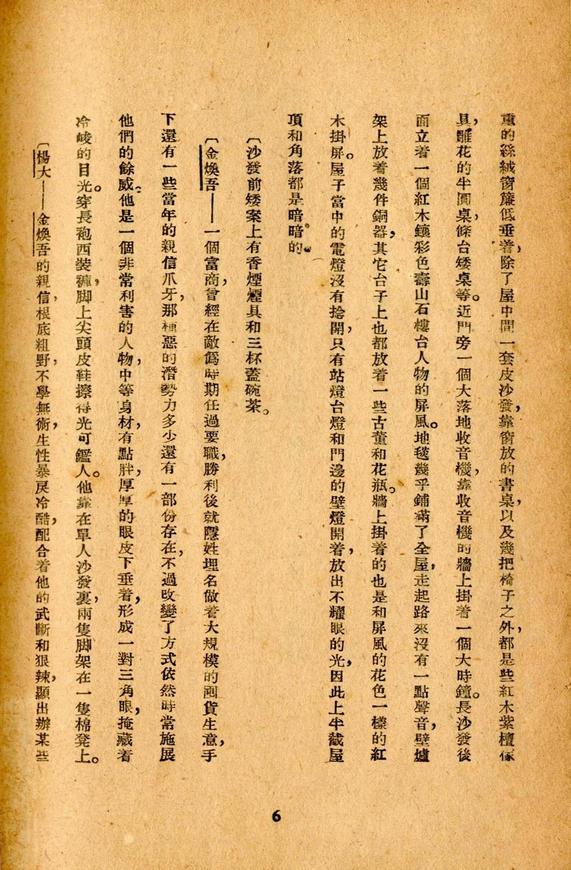 重的絲絨窗簾低垂着，除了屋中間一套皮沙發，靠窗放的書桌，以及幾把椅子之外，都是些紅木紫檀傢
具，雕花的半圓桌，條台矮桌等。近門旁一個大落地收音機，靠收音機的牆上掛着一個大時鐘。長沙發後
面立着一個紅木鑲彩色壽山石樓台人物的屏風。地毯幾乎鋪滿了全屋，走起路來沒有一點聲音，壁爐
架上放着幾件銅器，其它台子上也都放着一些古董和花瓶。牆上掛着的也是和屏風的花色一樣的紅
木掛屏。屋子當中的電燈沒有捻開，只有站燈台燈和門邊的壁燈開着，放出不耀眼的光，因此上半截屋
頂和角落都是暗暗的。
〔沙發前矮案上有香煙煙具和三杯蓋碗茶。
〔金煥吾——一個富商，曾經在敵僞時期任過要職，勝利後就隱姓埋名做着大規模的囤貨生意，手
下還有一些當年的親信爪牙，那種惡的潛勢力多少還有一部份存在，不過改變了方式依然時常施展
他們的餘威。他是一個非常利害的人物，中等身材，有點胖，厚厚的眼皮下垂着，形成一對三角眼，掩藏着
冷峻的目光。穿長袍西裝褲，脚上尖頭皮鞋擦得光可鑑人。他靠在單人沙發裏，兩隻脚架在一隻棉凳上。
〔楊大——金煥吾的親信，根底粗野，不學無術，生性暴戾冷酷，配合着他的武斷和狠辣，顯出辦某些
6